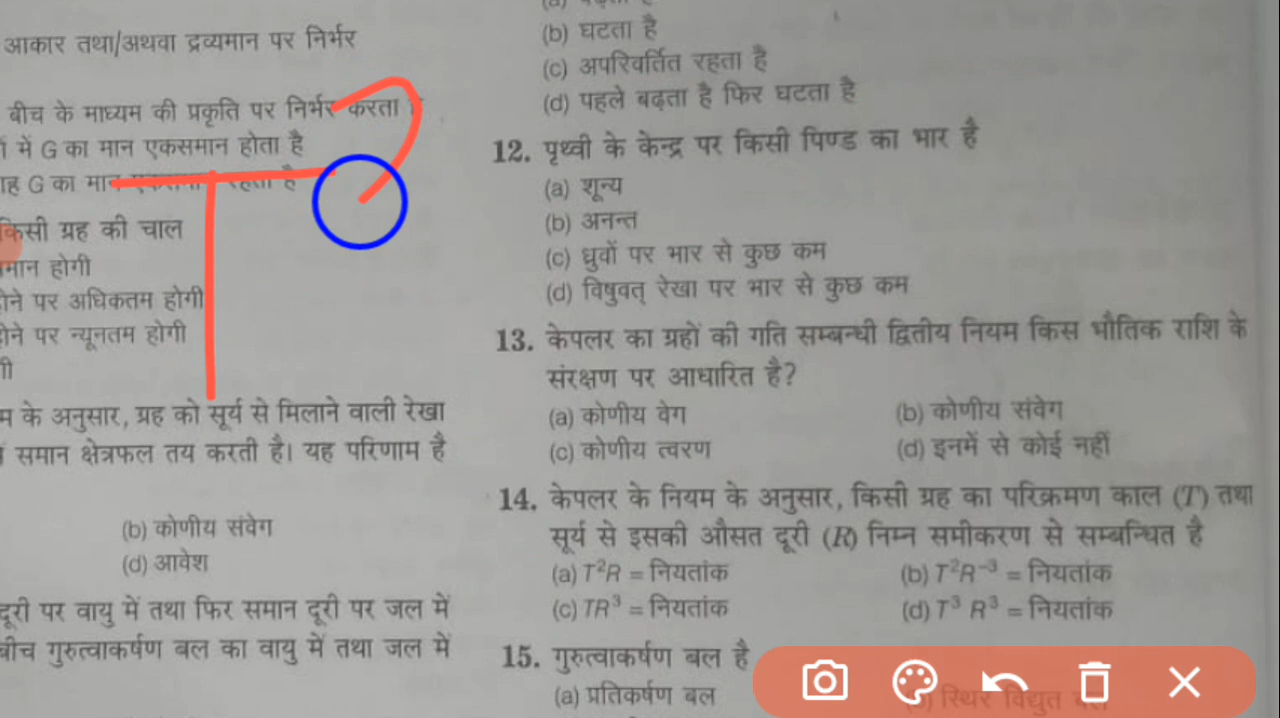 आकार तथा/अथवा द्रव्यमान पर निर्भर
बीच के माध्यम की प्रकृति पर निर्भर करता
में G का मान एकसमान होता है
G का मान रहता है
किसी ग्रह की चाल
होगी
पर अधिकतम होगी
पर न्यूनतम होगी
के अनुसार, ग्रह को सूर्य से मिलाने वाली रेखा
समान क्षेत्रफल तय करती है। यह परिणाम है
(b) कोणीय संवेग
(d) आवेश
दूरी पर वायु में तथा फिर समान दूरी पर जल में
बीच गुरुत्वाकर्षण बल का वायु में तथा जल में
(b) घटता है
(c) अपरिवर्तित रहता है
(d) पहले बढ़ता है फिर घटता है
12. पृथ्वी के केन्द्र पर किसी पिण्ड का भार है
(a) शून्य
(b) अनन्त
(c) ध्रुवों पर भार से कुछ कम
(d) विषुवत् रेखा पर भार से कुछ कम
13. केपलर का ग्रहों की गति सम्बन्धी द्वितीय नियम किस भौतिक राशि के
संरक्षण पर आधारित है?
(a) कोणीय वेग (b) कोणीय संवेग
(c) कोणीय त्वरण (d) इनमें से कोई नहीं
14. केपलर के नियम के अनुसार, किसी ग्रह का परिक्रमण काल (T) तथा
सूर्य से इसकी औसत दूरी (R) निम्न समीकरण से सम्बन्धित है
(a) T²R = नियतांक (b) T²R⁻³ = नियतांक
(c) TR³ = नियतांक (d) T³ R³ = नियतांक
15. गुरुत्वाकर्षण बल है
(a) प्रतिकर्षण बल (b) स्थिर विद्युत बल